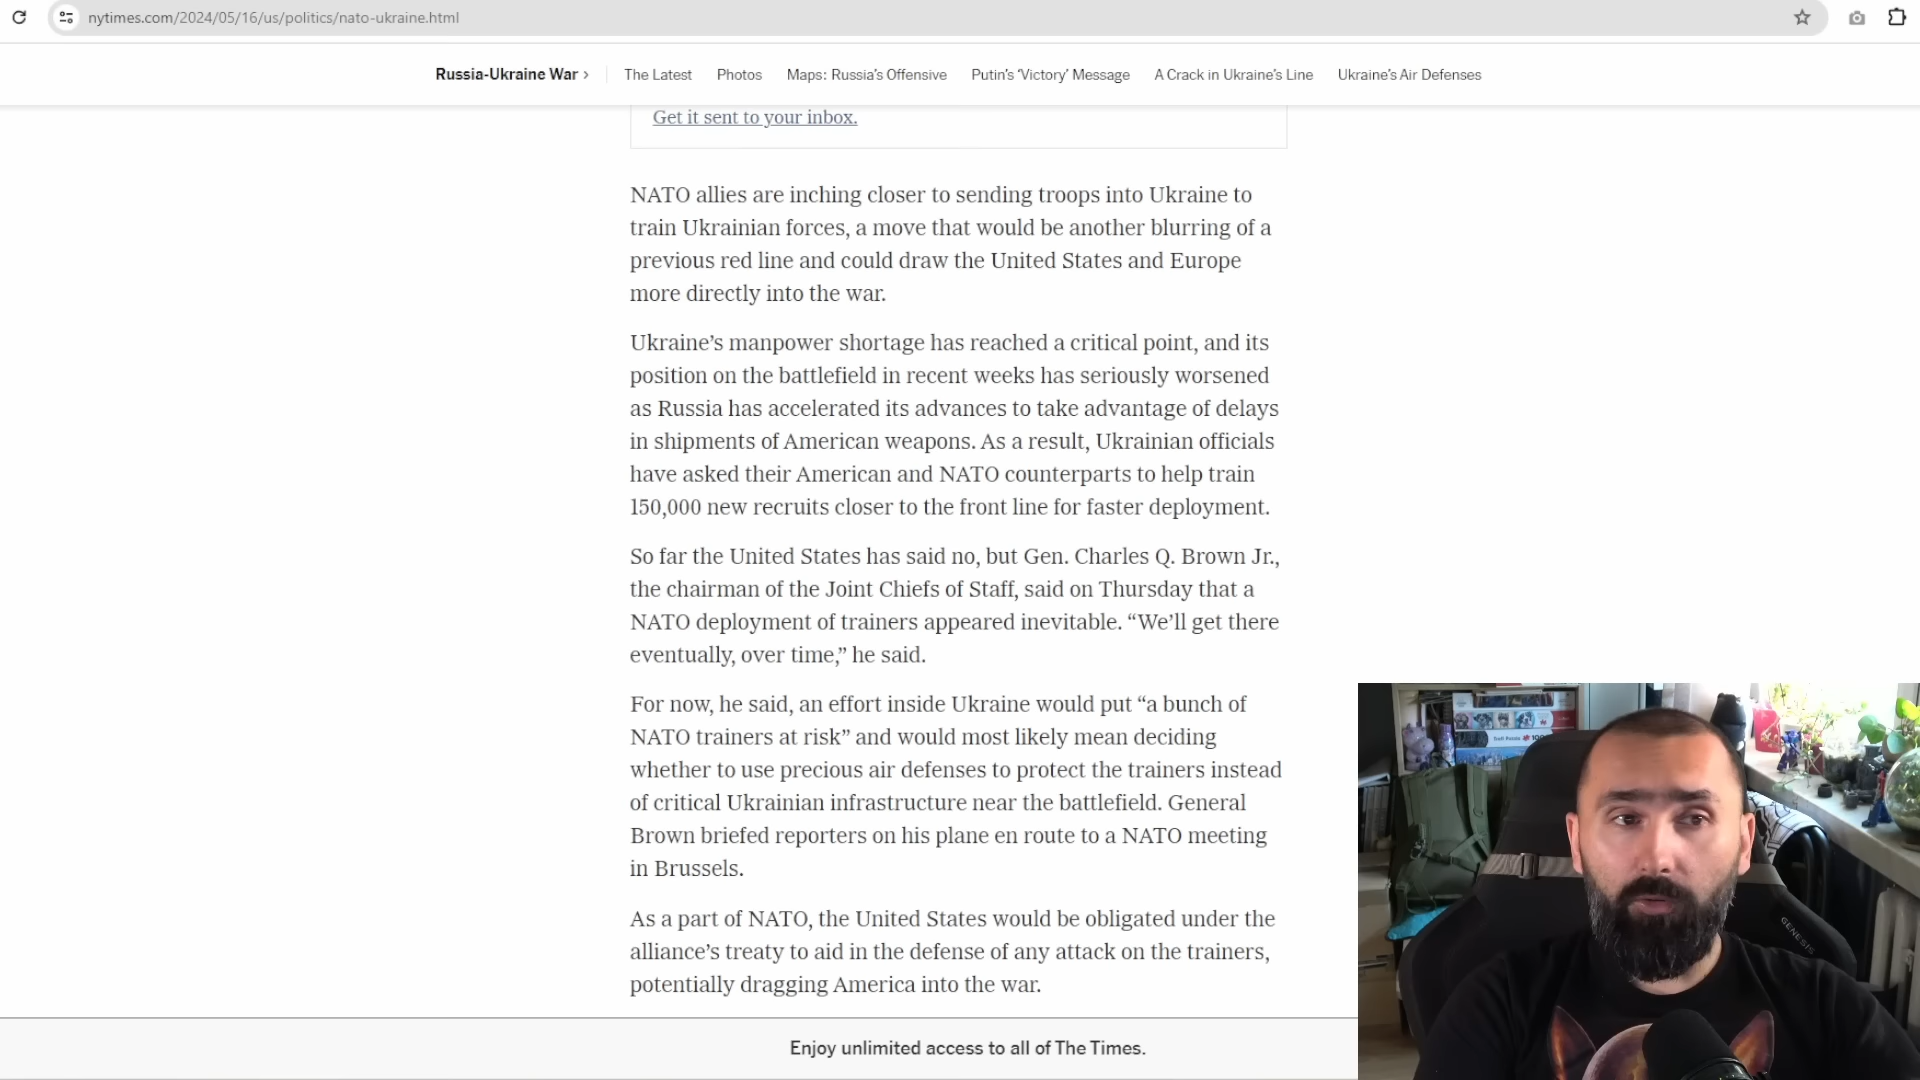 nytimes.com/2024/05/16/us/politics/nato-ukraine.html
Russia-Ukraine War ›
The Latest
Photos
Maps: Russia’s Offensive
Putin’s ‘Victory’ Message
A Crack in Ukraine’s Line
Ukraine’s Air Defenses
Get it sent to your inbox.
NATO allies are inching closer to sending troops into Ukraine to
train Ukrainian forces, a move that would be another blurring of a
previous red line and could draw the United States and Europe
more directly into the war.
Ukraine’s manpower shortage has reached a critical point, and its
position on the battlefield in recent weeks has seriously worsened
as Russia has accelerated its advances to take advantage of delays
in shipments of American weapons. As a result, Ukrainian officials
have asked their American and NATO counterparts to help train
150,000 new recruits closer to the front line for faster deployment.
So far the United States has said no, but Gen. Charles Q. Brown Jr.,
the chairman of the Joint Chiefs of Staff, said on Thursday that a
NATO deployment of trainers appeared inevitable. “We’ll get there
eventually, over time,” he said.
For now, he said, an effort inside Ukraine would put “a bunch of
NATO trainers at risk” and would most likely mean deciding
whether to use precious air defenses to protect the trainers instead
of critical Ukrainian infrastructure near the battlefield. General
Brown briefed reporters on his plane en route to a NATO meeting
in Brussels.
As a part of NATO, the United States would be obligated under the
alliance’s treaty to aid in the defense of any attack on the trainers,
potentially dragging America into the war.
GENESIS
Enjoy unlimited access to all of The Times.